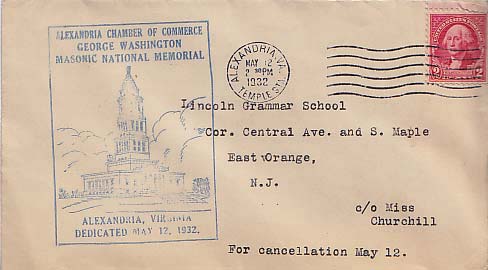 ALEXANDRIA CHAMBER OF COMMERCE
GEORGE WASHINGTON
MASONIC NATIONAL MEMORIAL
ALEXANDRIA, VIRGINIA
DEDICATED MAY 12, 1932.
ALEXANDRIA, VA.
MAY 12
PM
1932
TEMPLE STA.
2 2
Lincoln Grammar School
Cor. Central Ave. and S. Maple
East Orange,
N.J.
c/o Miss
Churchill
For cancellation May 12.